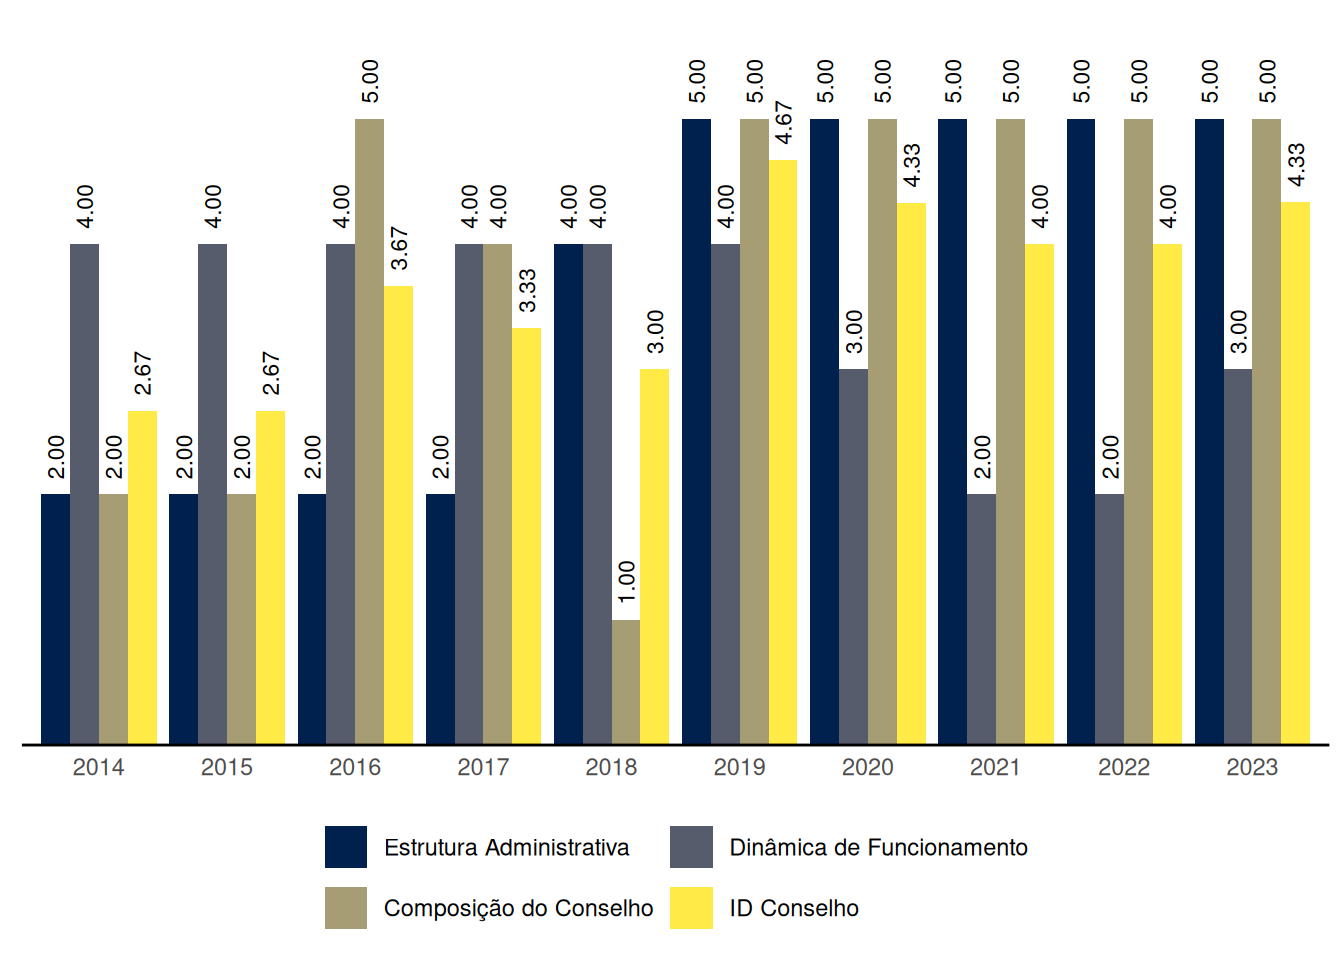 2.00 4.00 2.00 2.67
2.00 4.00 2.00 2.67
2.00 4.00 5.00 3.67
2.00 4.00 4.00 3.33
4.00 4.00 1.00 3.00
5.00 4.00 5.00 4.67
5.00 3.00 5.00 4.33
5.00 2.00 5.00 4.00
5.00 2.00 5.00 4.00
5.00 3.00 5.00 4.33
2014 2015 2016 2017 2018 2019 2020 2021 2022 2023
Estrutura Administrativa Dinâmica de Funcionamento
Composição do Conselho ID Conselho